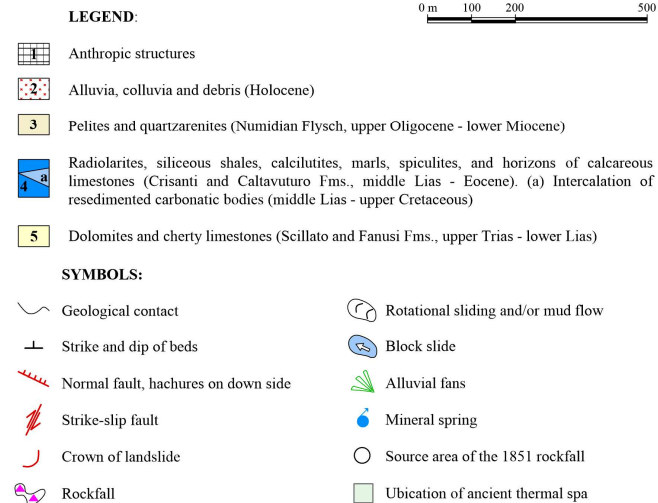 LEGEND:
0 m 100 200 500
1 Anthropic structures
2 Alluvia, colluvia and debris (Holocene)
3 Pelites and quartzarenites (Numidian Flysch, upper Oligocene - lower Miocene)
Radiolarites, siliceous shales, calcilutites, marls, spiculites, and horizons of calcareous
4 a limestones (Crisanti and Caltavuturo Fms., middle Lias - Eocene). (a) Intercalation of
resedimented carbonatic bodies (middle Lias - upper Cretaceous)
5 Dolomites and cherty limestones (Scillato and Fanusi Fms., upper Trias - lower Lias)
SYMBOLS:
Geological contact
Strike and dip of beds
Normal fault, hachures on down side
Strike-slip fault
Crown of landslide
Rockfall
Rotational sliding and/or mud flow
Block slide
Alluvial fans
Mineral spring
Source area of the 1851 rockfall
Ubication of ancient thermal spa